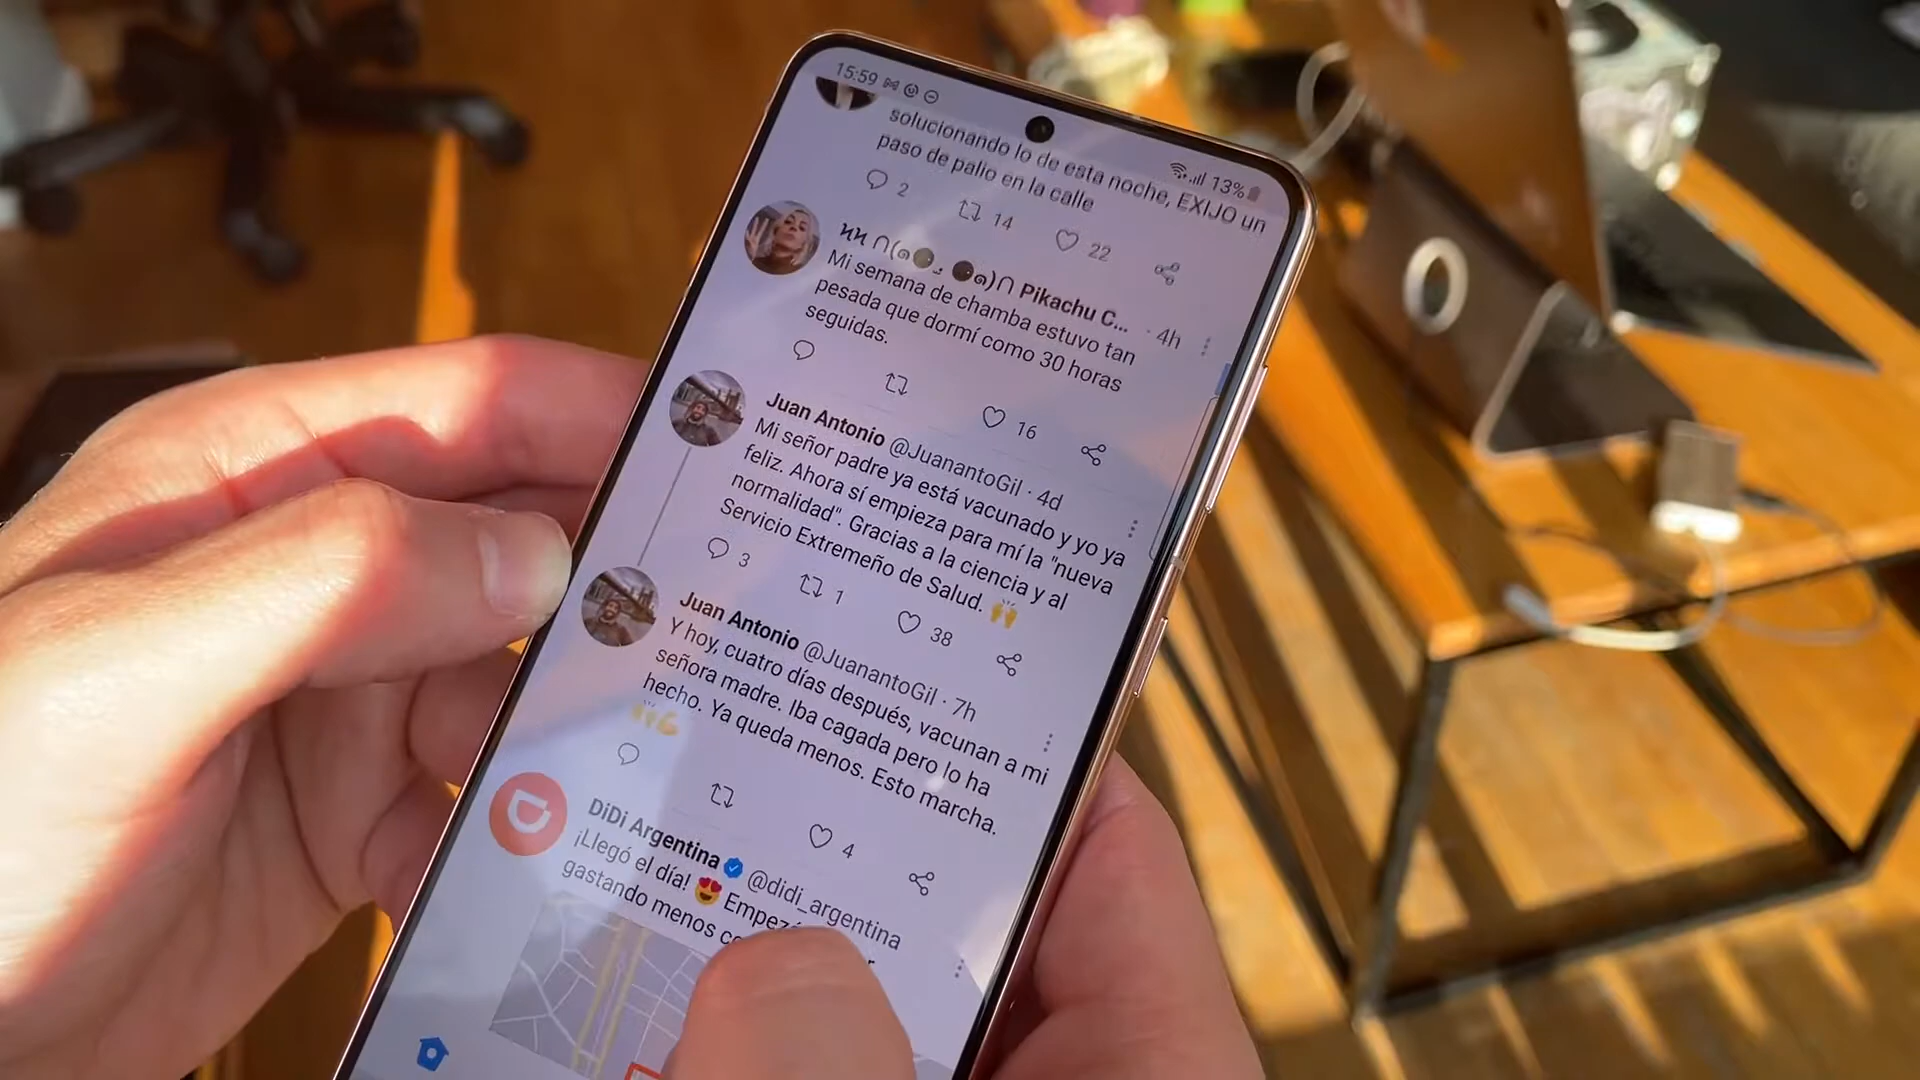 15:59
13%
solucionando lo de esta noche, EXIJO un
paso de palio en la calle
2 14 22
Pikachu C... · 4h
Mi semana de chamba estuvo tan
pesada que dormí como 30 horas
seguidas.
16
Juan Antonio @JuanantoGil · 4d
Mi señor padre ya está vacunado y yo ya
feliz. Ahora sí empieza para mí la "nueva
normalidad". Gracias a la ciencia y al
Servicio Extremeño de Salud. 🙌
3 1 38
Juan Antonio @JuanantoGil · 7h
Y hoy, cuatro días después, vacunan a mi
señora madre. Iba cagada pero lo ha
hecho. Ya queda menos. Esto marcha.
🙌💪
4
DiDi Argentina @didi_argentina
¡Llegó el día! 😍
gastando menos